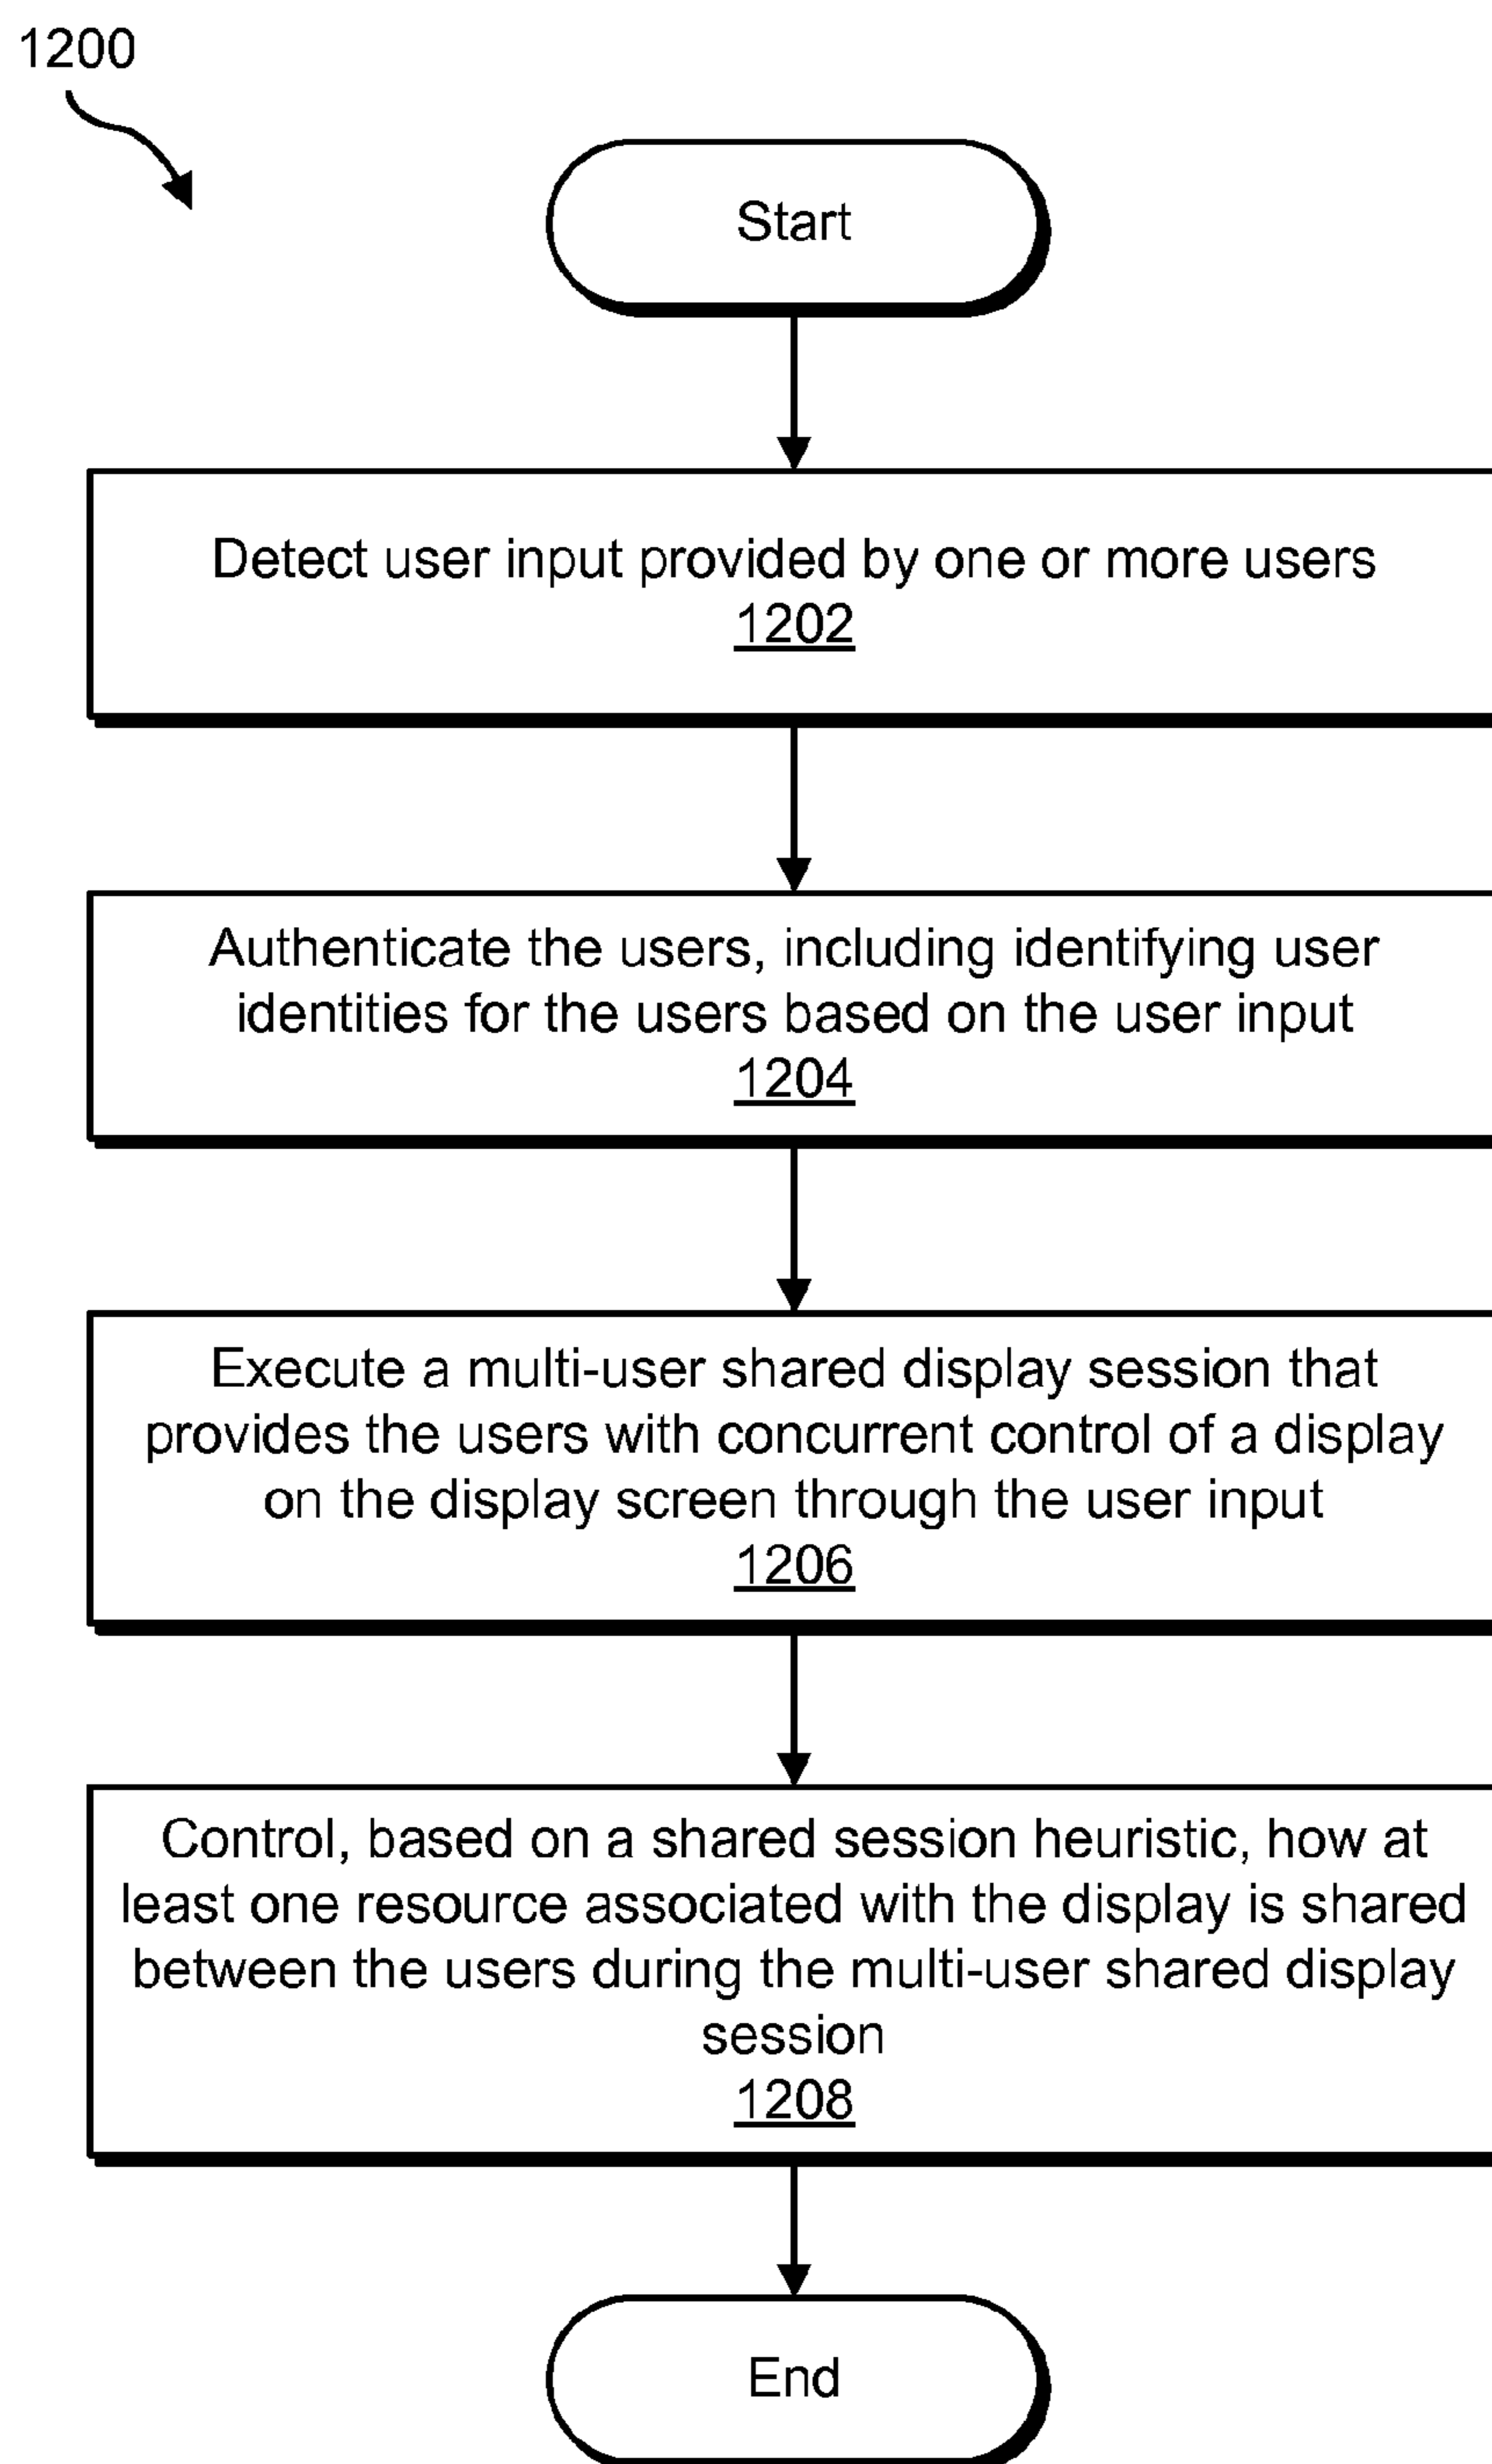 1200
Start
Detect user input provided by one or more users
1202
Authenticate the users, including identifying user
identities for the users based on the user input
1204
Execute a multi-user shared display session that
provides the users with concurrent control of a display
on the display screen through the user input
1206
Control, based on a shared session heuristic, how at
least one resource associated with the display is shared
between the users during the multi-user shared display
session
1208
End